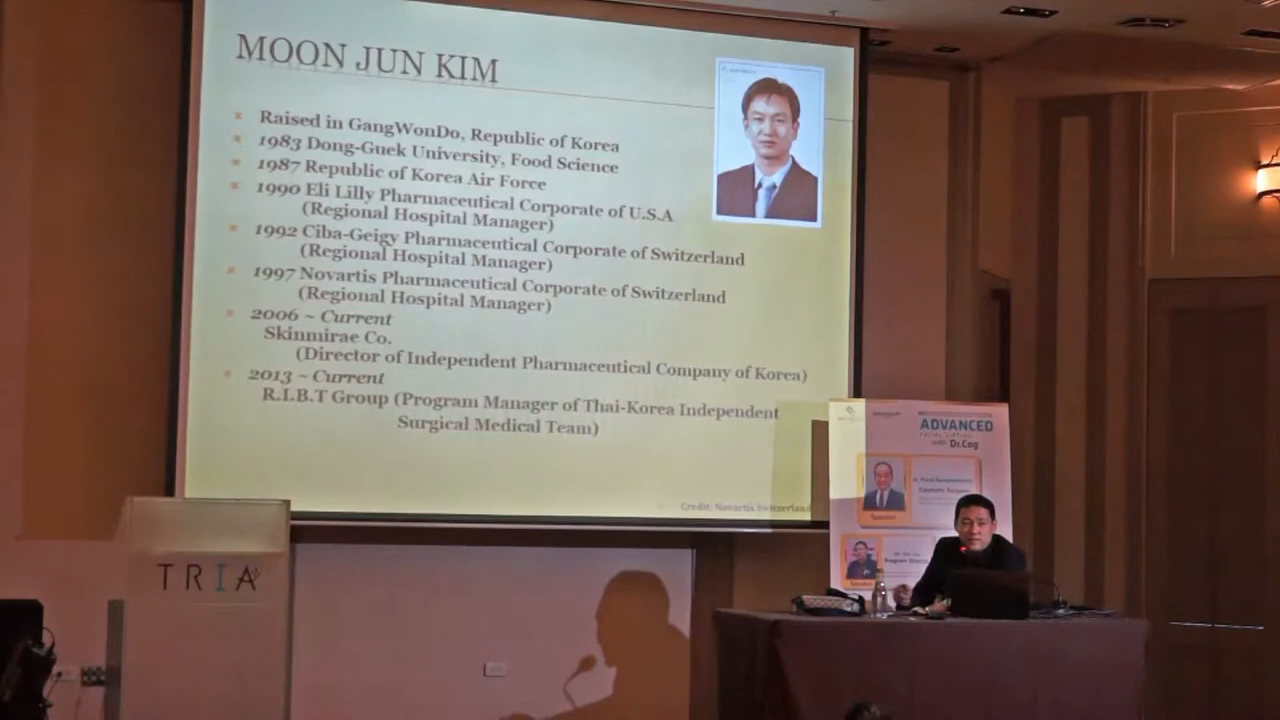 MOON JUN KIM
Raised in GangWonDo, Republic of Korea
1983 Dong-Guek University, Food Science
1987 Republic of Korea Air Force
1990 Eli Lilly Pharmaceutical Corporate of U.S.A
(Regional Hospital Manager)
1992 Ciba-Geigy Pharmaceutical Corporate of Switzerland
(Regional Hospital Manager)
1997 Novartis Pharmaceutical Corporate of Switzerland
(Regional Hospital Manager)
2006 ~ Current
Skinmirae Co.
(Director of Independent Pharmaceutical Company of Korea)
2013 ~ Current
R.I.B.T Group (Program Manager of Thai-Korea Independent
Surgical Medical Team)
Credit: Novartis Switzerland
ADVANCED
with Dr.Cog
TRIA